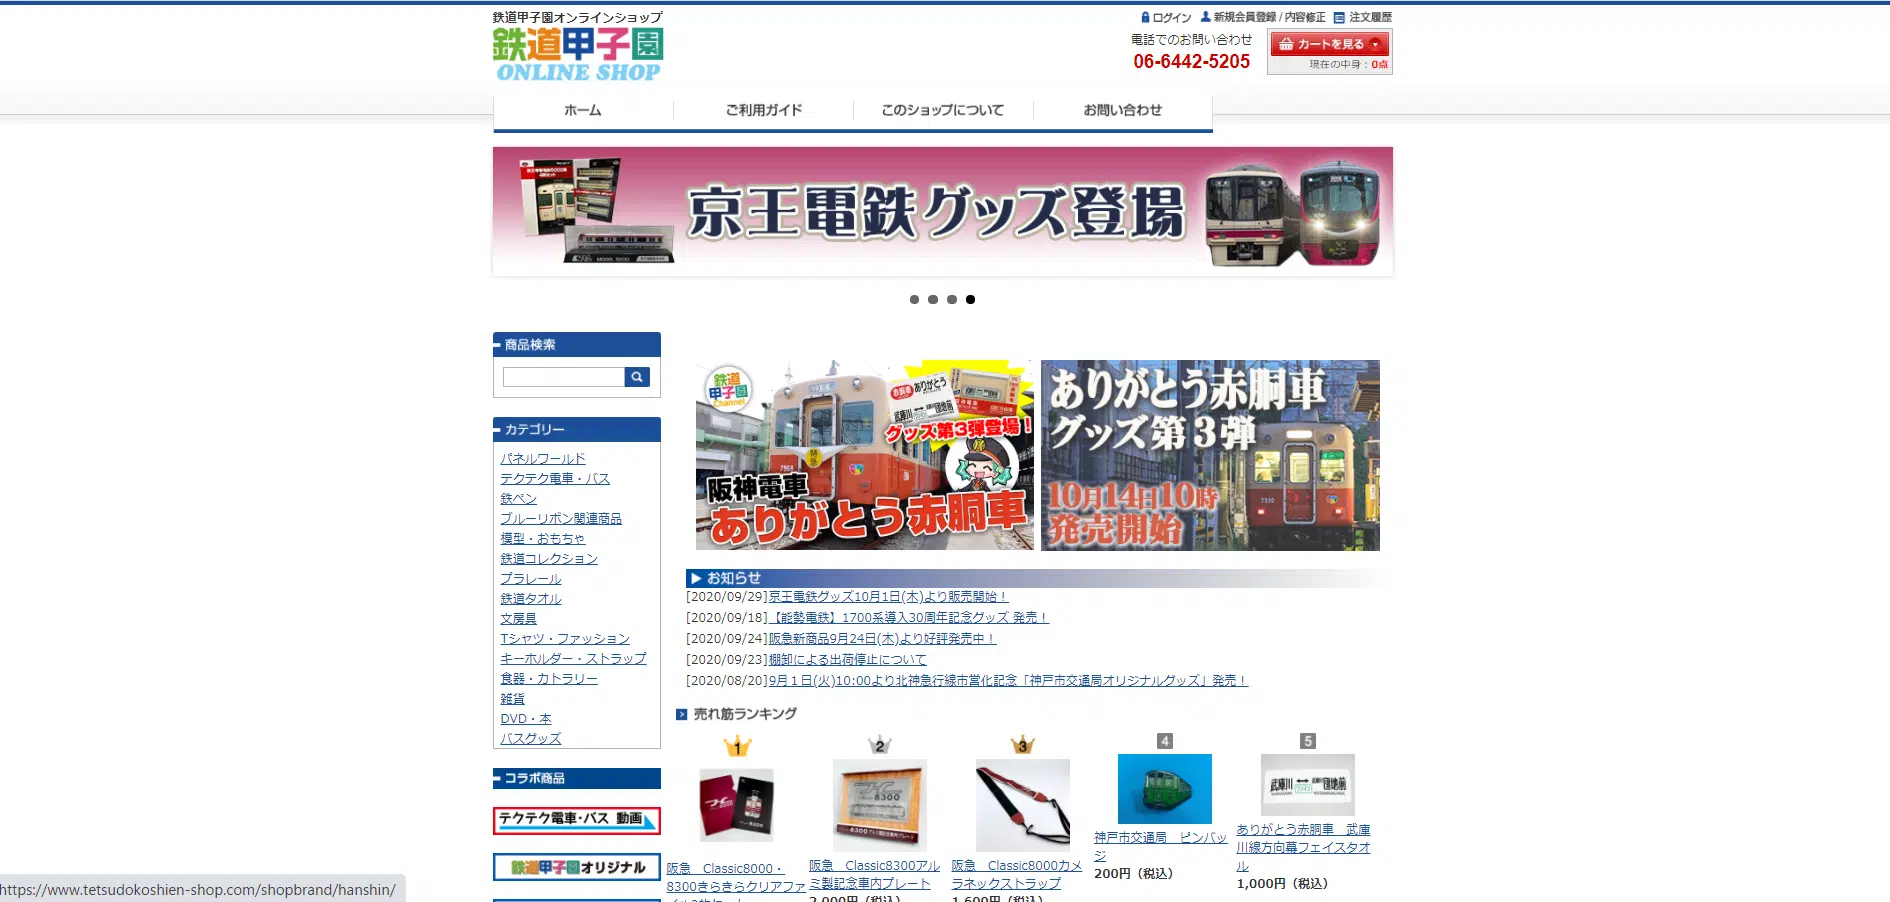 鉄道甲子園オンラインショップ
鉄道甲子園
ONLINE SHOP
ログイン
新規会員登録 / 内容修正
注文履歴
電話でのお問い合わせ
06-6442-5205
カートを見る
現在の中身：0点
ホーム
ご利用ガイド
このショップについて
お問い合わせ
京王電鉄グッズ登場
商品検索
カテゴリー
パネルワールド
テクテク電車・バス
鉄ペン
ブルーリボン関連商品
模型・おもちゃ
鉄道コレクション
プラレール
鉄道タオル
文房具
Tシャツ・ファッション
キーホルダー・ストラップ
食器・カトラリー
雑貨
DVD・本
バスグッズ
コラボ商品
テクテク電車・バス 動画
鉄道甲子園オリジナル
鉄道
甲子園
Channel
ありがとう
武庫川
団地前
グッズ第3弾登場！
阪神電車
ありがとう赤胴車
ありがとう赤胴車
グッズ第3弾
10月14日10時
発売開始
お知らせ
[2020/09/29]京王電鉄グッズ10月1日(木)より販売開始！
[2020/09/18]【能勢電鉄】1700系導入30周年記念グッズ 発売！
[2020/09/24]阪急新商品9月24日(木)より好評発売中！
[2020/09/23]棚卸による出荷停止について
[2020/08/20]9月１日(火)10:00より北神急行線市営化記念「神戸市交通局オリジナルグッズ」発売！
売れ筋ランキング
1
阪急　Classic8000・
8300きらきらクリアファ
2
阪急　Classic8300アル
ミ製記念車内プレート
2,000円（税込）
3
阪急　Classic8000カメ
ラネックストラップ
1,600円（税込）
4
神戸市交通局　ピンバッ
ジ
200円（税込）
5
ありがとう赤胴車　武庫
川線方向幕フェイスタオ
ル
1,000円（税込）
https://www.tetsudokoshien-shop.com/shopbrand/hanshin/